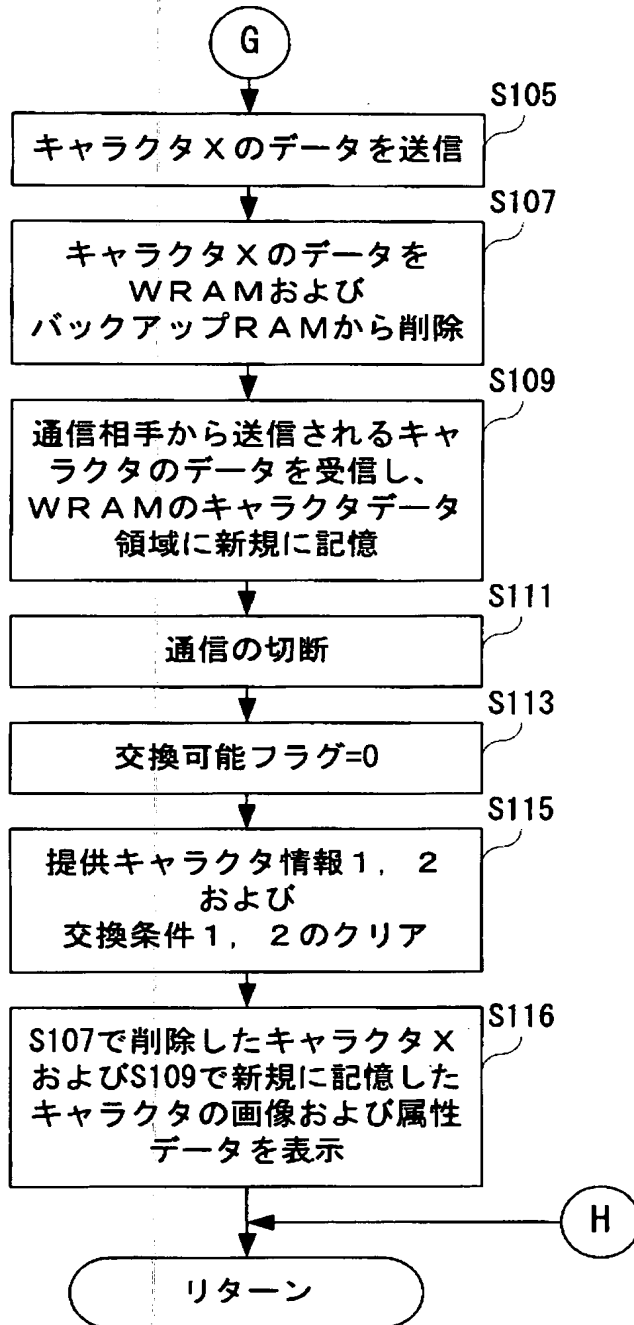 G
S105
キャラクタXのデータを送信
S107
キャラクタXのデータを
WRAMおよび
バックアップRAMから削除
S109
通信相手から送信されるキャ
ラクタのデータを受信し、
WRAMのキャラクタデータ
領域に新規に記憶
S111
通信の切断
S113
交換可能フラグ=0
S115
提供キャラクタ情報1，2
および
交換条件1，2のクリア
S116
S107で削除したキャラクタX
およびS109で新規に記憶した
キャラクタの画像および属性
データを表示
H
リターン